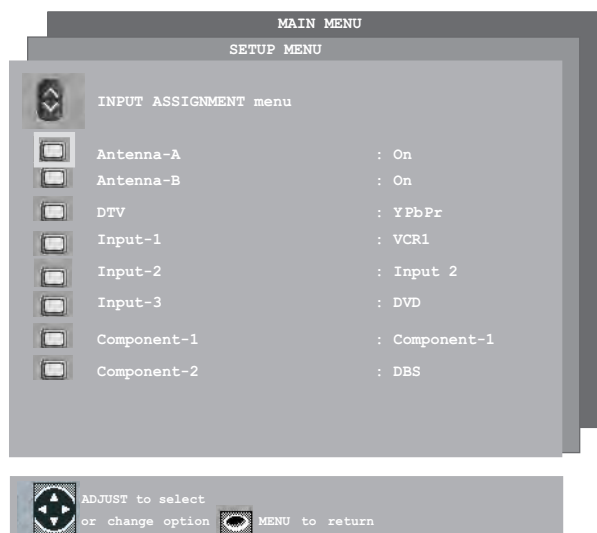 MAIN MENU
SETUP MENU
INPUT ASSIGNMENT menu
Antenna-A : On
Antenna-B : On
DTV : YPbPr
Input-1 : VCR1
Input-2 : Input 2
Input-3 : DVD
Component-1 : Component-1
Component-2 : DBS
ADJUST to select
or change option MENU to return